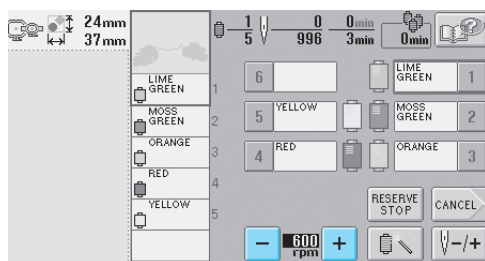 24mm
37mm
1
5
0
996
0min
3min
0min
LIME
GREEN
1
MOSS
GREEN
2
ORANGE
3
RED
4
YELLOW
5
6
LIME
GREEN
1
5
YELLOW
MOSS
GREEN
2
4
RED
ORANGE
3
RESERVE
STOP
CANCEL
−
600
rpm
+
−/+
?